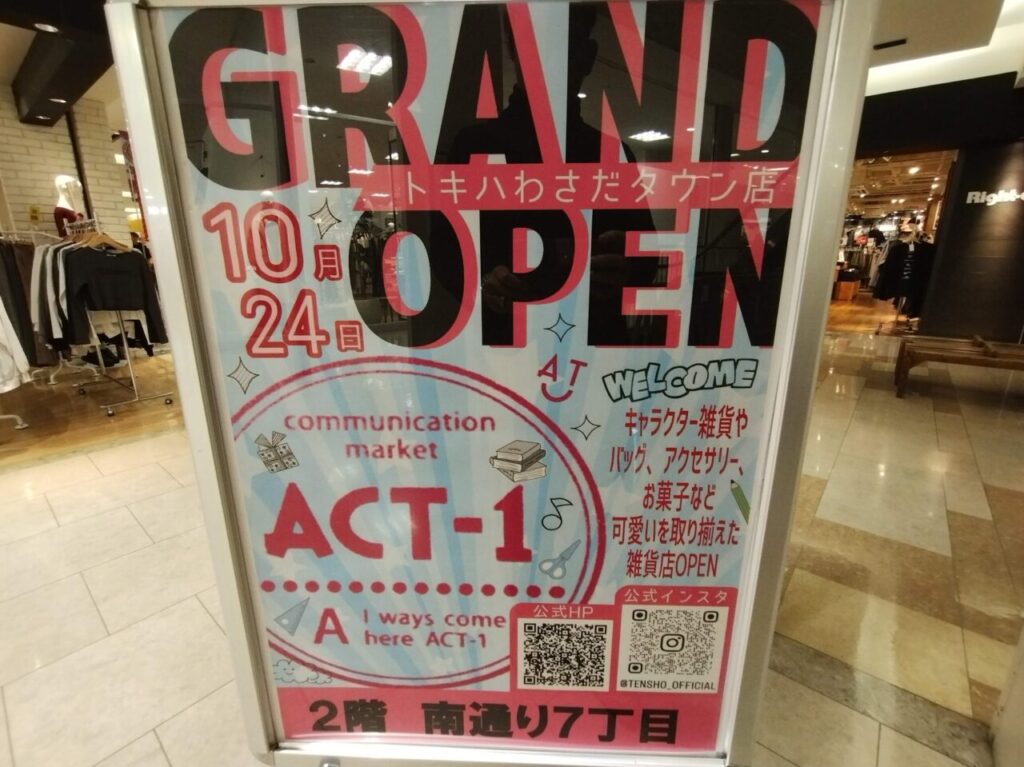 GRAND
トキハわさだタウン店
10月
24日
OPEN
AT
WELCOME
キャラクター雑貨や
バッグ、アクセサリー、
お菓子など
可愛いを取り揃えた
雑貨店OPEN
communication
market
ACT-1
A l ways come
here ACT-1
公式HP
公式インスタ
@TENSHO_OFFICIAL
2階 南通り7丁目
Right-